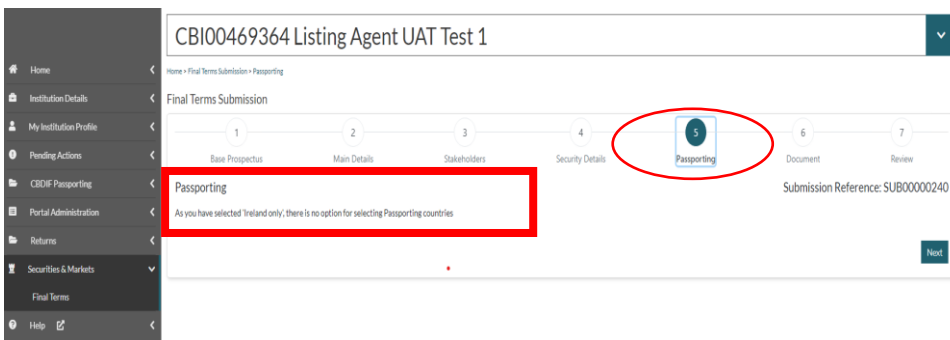 CBI00469364 Listing Agent UAT Test 1
Home
Institution Details
My Institution Profile
Pending Actions
CBDIF Passporting
Portal Administration
Returns
Securities & Markets
Final Terms
Help
Home > Final Terms Submission > Passporting
Final Terms Submission
1 2 3 4 5 6 7
Base Prospectus Main Details Stakeholders Security Details Passporting Document Review
Passporting
Submission Reference: SUB00000240
As you have selected 'Ireland only', there is no option for selecting Passporting countries
Next
*